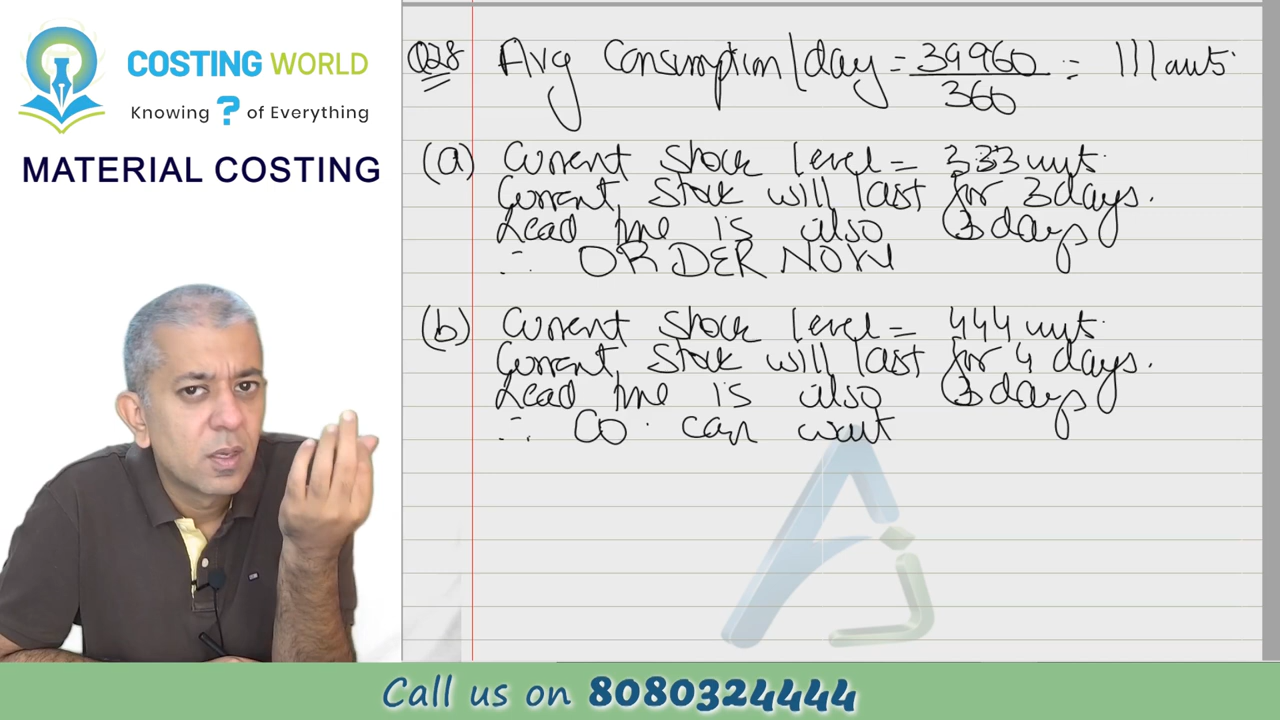 COSTING WORLD
Knowing ? of Everything
MATERIAL COSTING
Q28 Avg Consumption/day = 39960 / 360 = 111 units.
(a) Current Stock level = 333 units.
Current Stock will last for 3 days.
Lead time is also 3 days
∴ ORDER NOW
(b) Current Stock level = 444 units.
Current Stock will last for 4 days.
Lead time is also 3 days
∴ CO. can wait
Call us on 8080324444